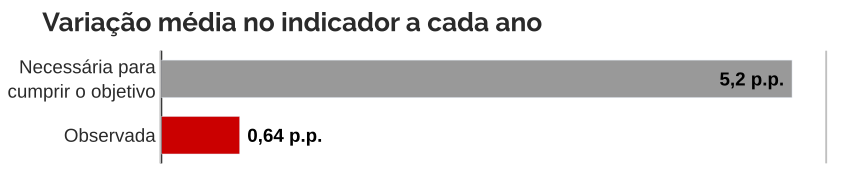 Variação média no indicador a cada ano
Necessária para
cumprir o objetivo
5,2 p.p.
Observada
0,64 p.p.